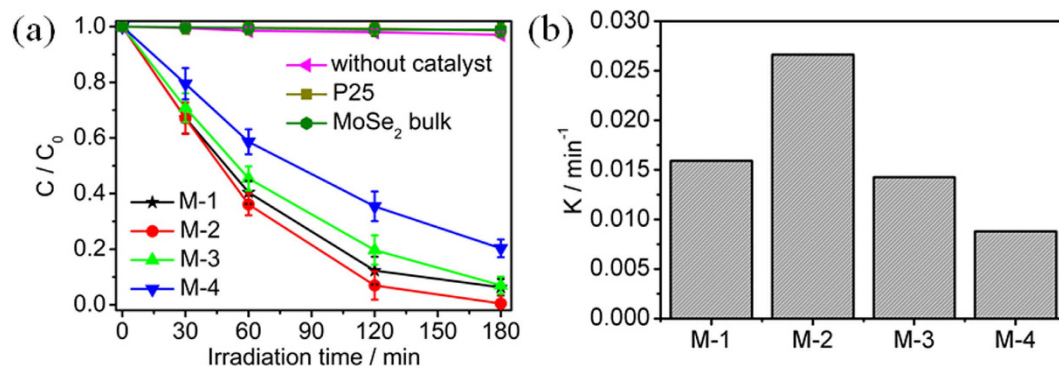 (a)
C / C0
1.0
0.8
0.6
0.4
0.2
0.0
without catalyst
P25
MoSe2 bulk
M-1
M-2
M-3
M-4
0 30 60 90 120 150 180
Irradiation time / min
(b)
K / min-1
0.030
0.025
0.020
0.015
0.010
0.005
0.000
M-1 M-2 M-3 M-4